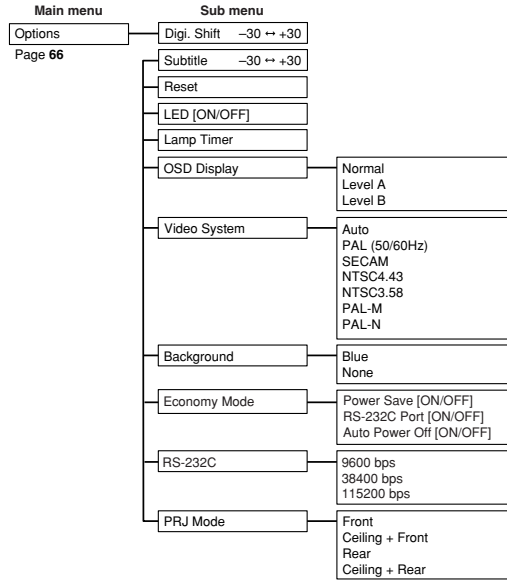 Main menu
Sub menu
Options
Page 66
Digi. Shift –30 ↔ +30
Subtitle –30 ↔ +30
Reset
LED [ON/OFF]
Lamp Timer
OSD Display
Normal
Level A
Level B
Video System
Auto
PAL (50/60Hz)
SECAM
NTSC4.43
NTSC3.58
PAL-M
PAL-N
Background
Blue
None
Economy Mode
Power Save [ON/OFF]
RS-232C Port [ON/OFF]
Auto Power Off [ON/OFF]
RS-232C
9600 bps
38400 bps
115200 bps
PRJ Mode
Front
Ceiling + Front
Rear
Ceiling + Rear